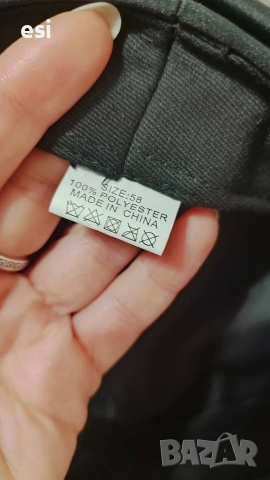 esi
SIZE:58
100% POLYESTER
MADE IN CHINA
BAZAR